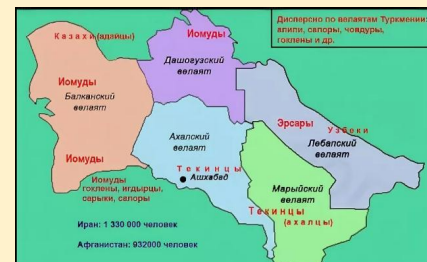 Дисперсно по велаятам Туркмении:
алили, сапоры, човдуры,
гоклены и др.
Казахи (адайцы)
Иомуды
Дашогузский
велаят
Иомуды
Балканский
велаят
Эрсары
Узбеки
Лебапский
велаят
Ахалский
велаят
Иомуды
Текинцы
Ашхабад
Иомуды
гоклены, игдырцы,
сарыки, салоры
Марыйский
велаят
Текинцы
(ахалцы)
Иран: 1 330 000 человек
Афганистан: 932000 человек